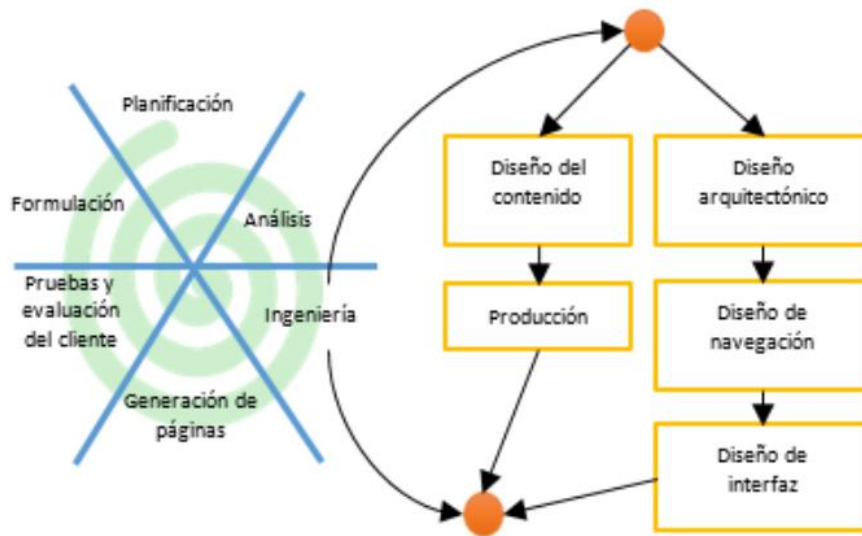 Planificación
Formulación
Análisis
Pruebas y
evaluación
del cliente
Ingeniería
Generación de
páginas
Diseño del
contenido
Producción
Diseño
arquitectónico
Diseño de
navegación
Diseño de
interfaz